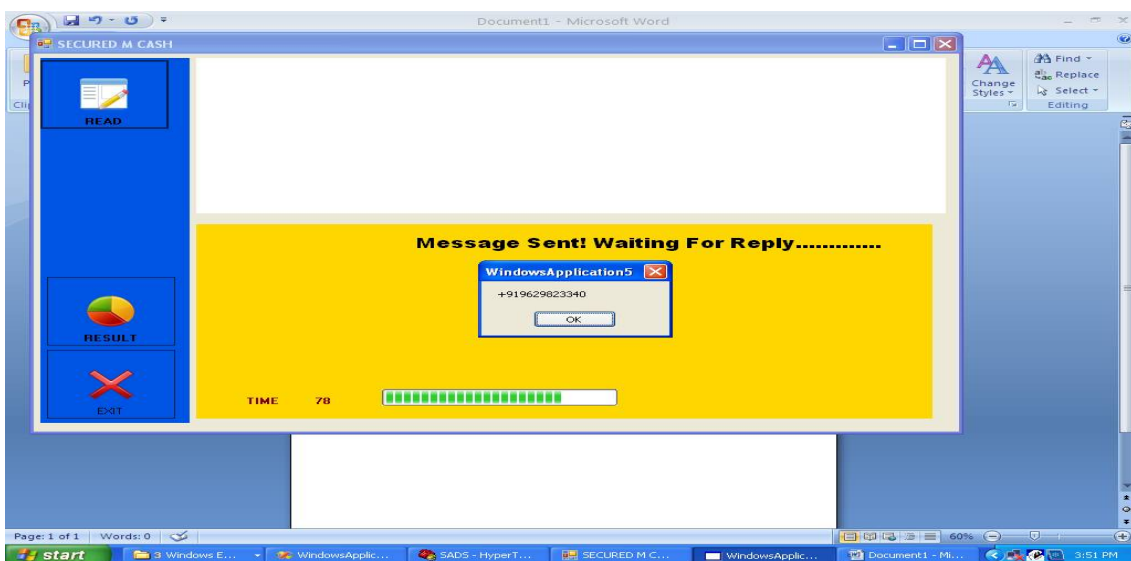 Document1 - Microsoft Word
SECURED M CASH
READ
RESULT
EXIT
Message Sent! Waiting For Reply.............
WindowsApplication5
+919629823340
OK
TIME 78
Change
Styles
Find
Replace
Select
Editing
Page: 1 of 1 Words: 0
60%
start
3 Windows E...
WindowsApplic...
SADS - HyperT...
SECURED M C...
WindowsApplic...
Document1 - Mi...
3:51 PM